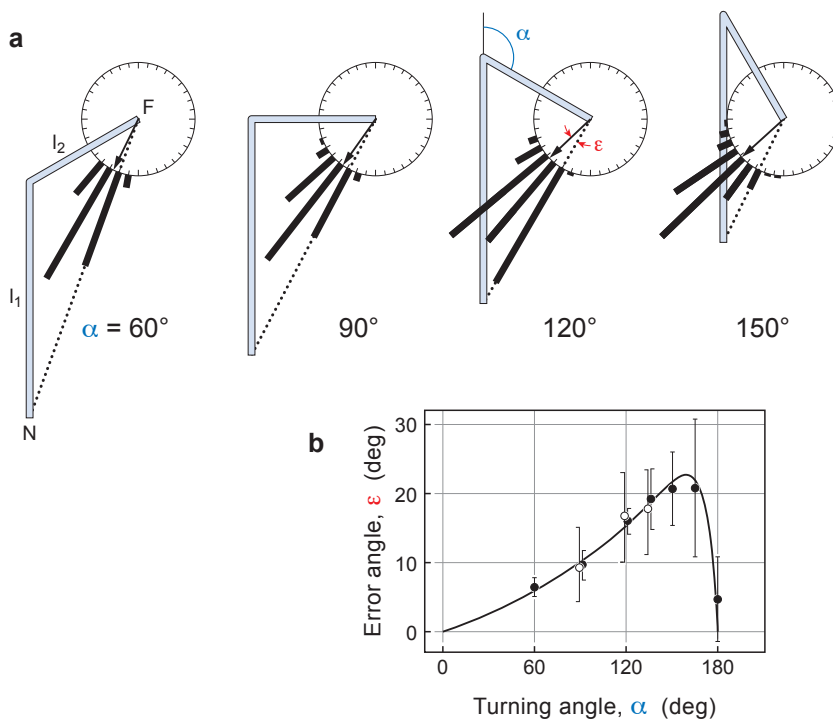 a
F
l₂
l₁
N
α = 60°
90°
α
ε
120°
150°
b
Error angle, ε (deg)
30
20
10
0
0 60 120 180
Turning angle, α (deg)